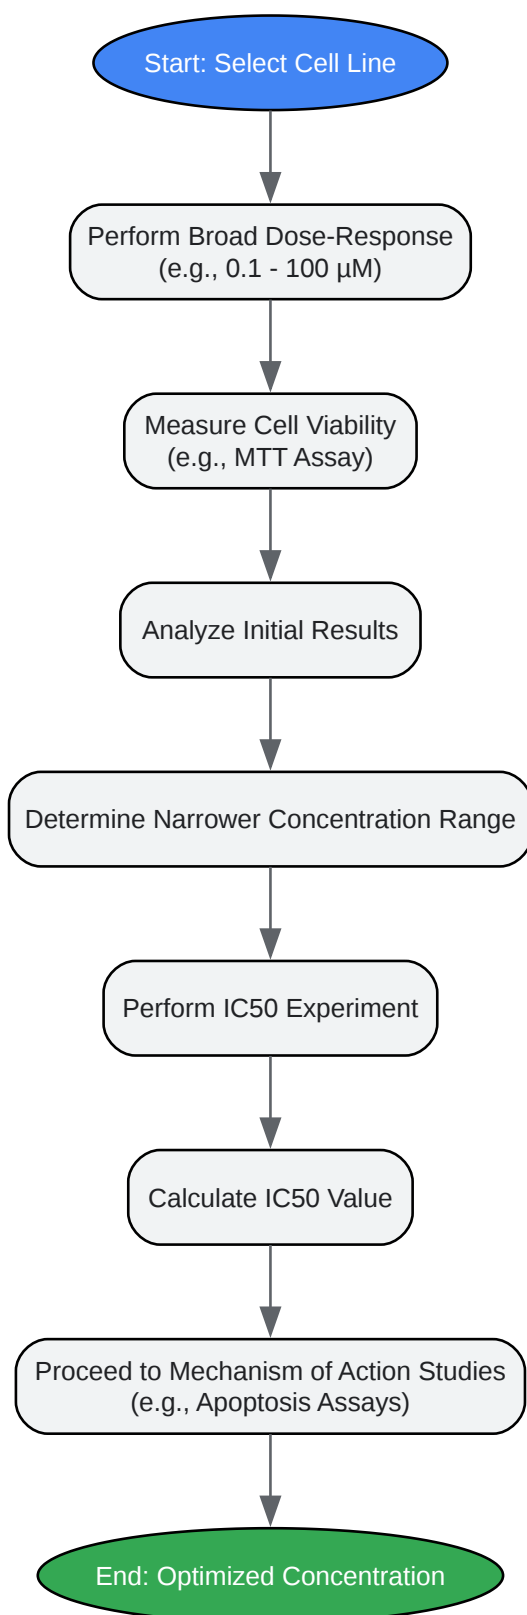 Start: Select Cell Line
Perform Broad Dose-Response
(e.g., 0.1 - 100 µM)
Measure Cell Viability
(e.g., MTT Assay)
Analyze Initial Results
Determine Narrower Concentration Range
Perform IC50 Experiment
Calculate IC50 Value
Proceed to Mechanism of Action Studies
(e.g., Apoptosis Assays)
End: Optimized Concentration